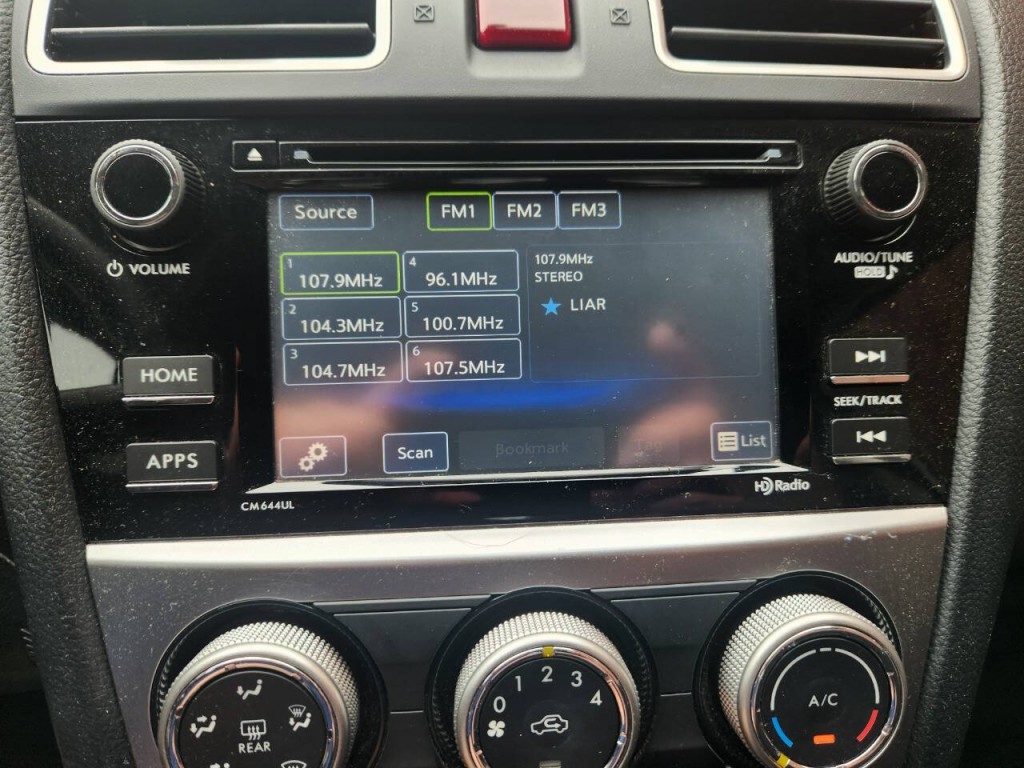 Source
FM1 FM2 FM3
1 107.9MHz
4 96.1MHz
2 104.3MHz
5 100.7MHz
3 104.7MHz
6 107.5MHz
107.9MHz
STEREO
LIAR
Scan
Bookmark
Tag
List
VOLUME
HOME
APPS
CM644UL
AUDIO/TUNE
HOLD
SEEK/TRACK
HD Radio
REAR
0 1 2 3 4
A/C